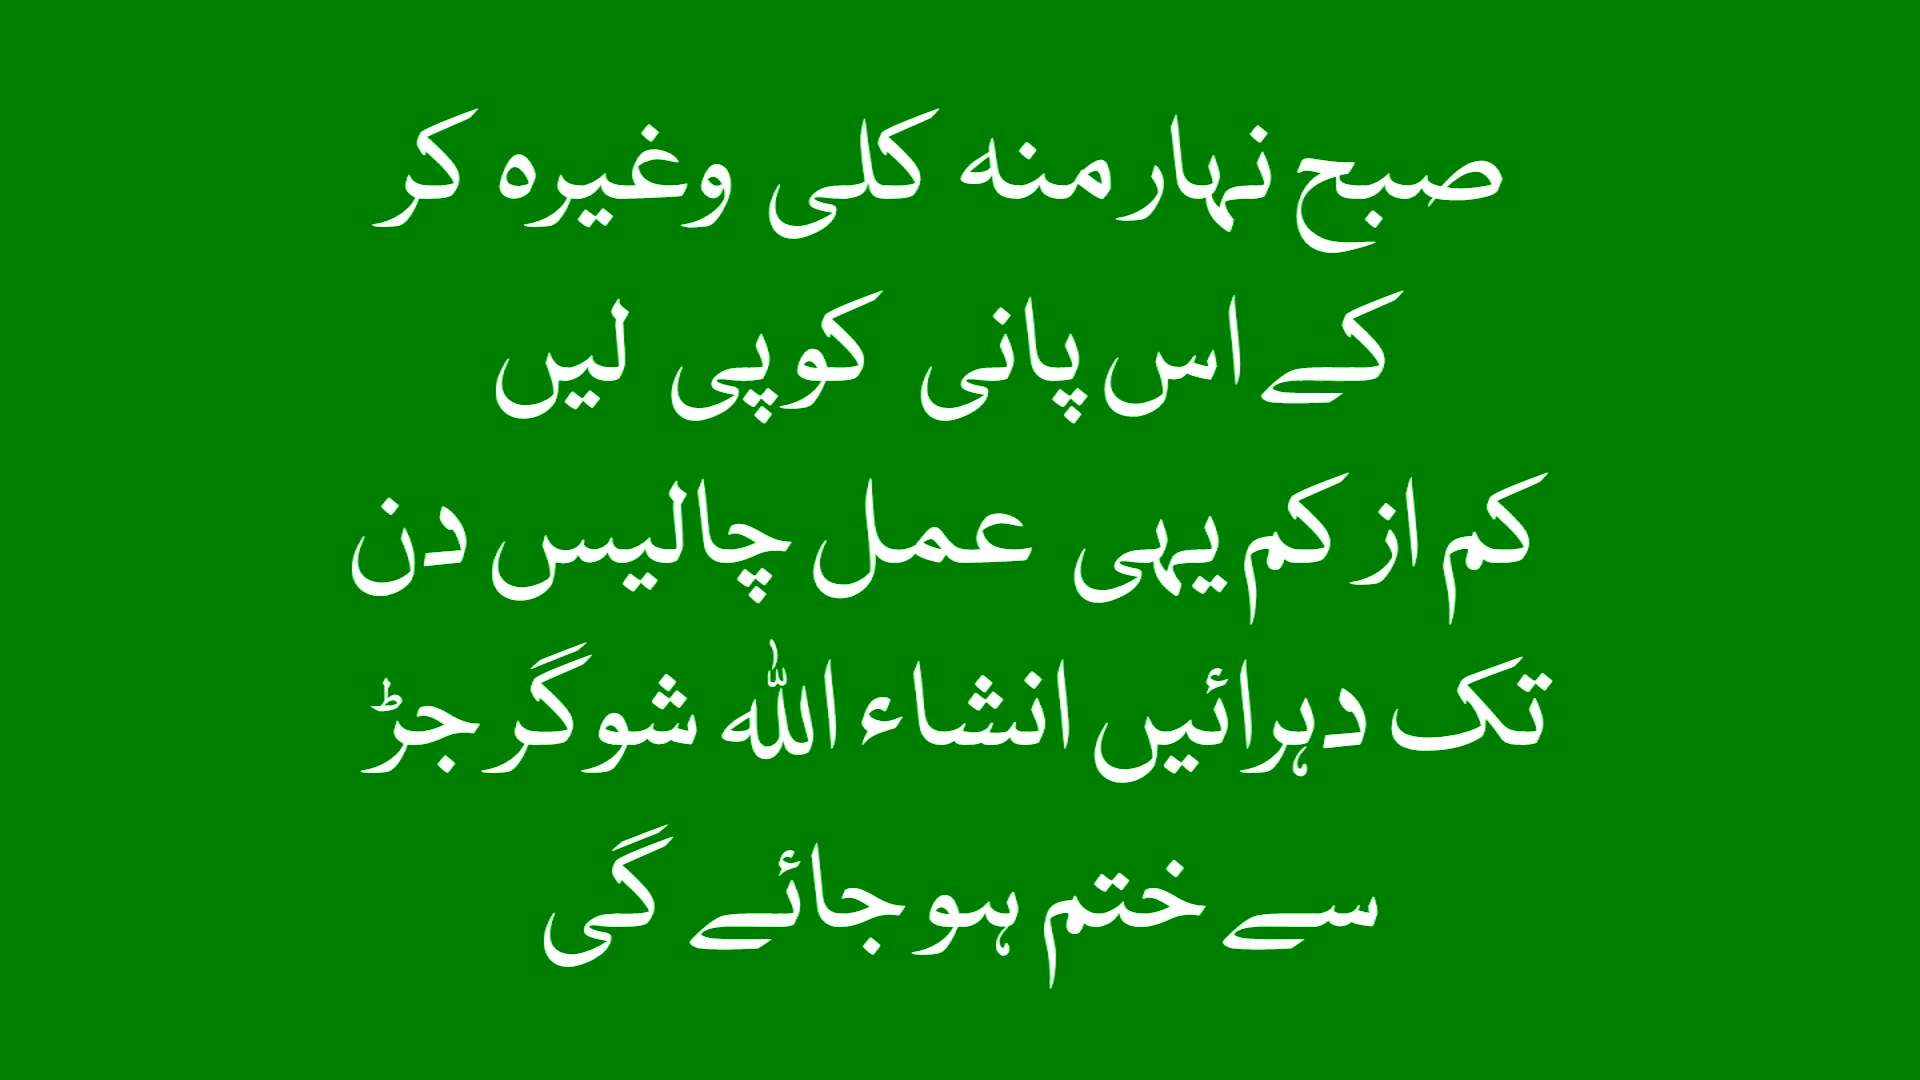 صبح نہار منہ کلی وغیرہ کر
کے اس پانی کو پی لیں
کم از کم یہی عمل چالیس دن
تک دہرائیں انشاء اللہ شوگر جڑ
سے ختم ہو جائے گی